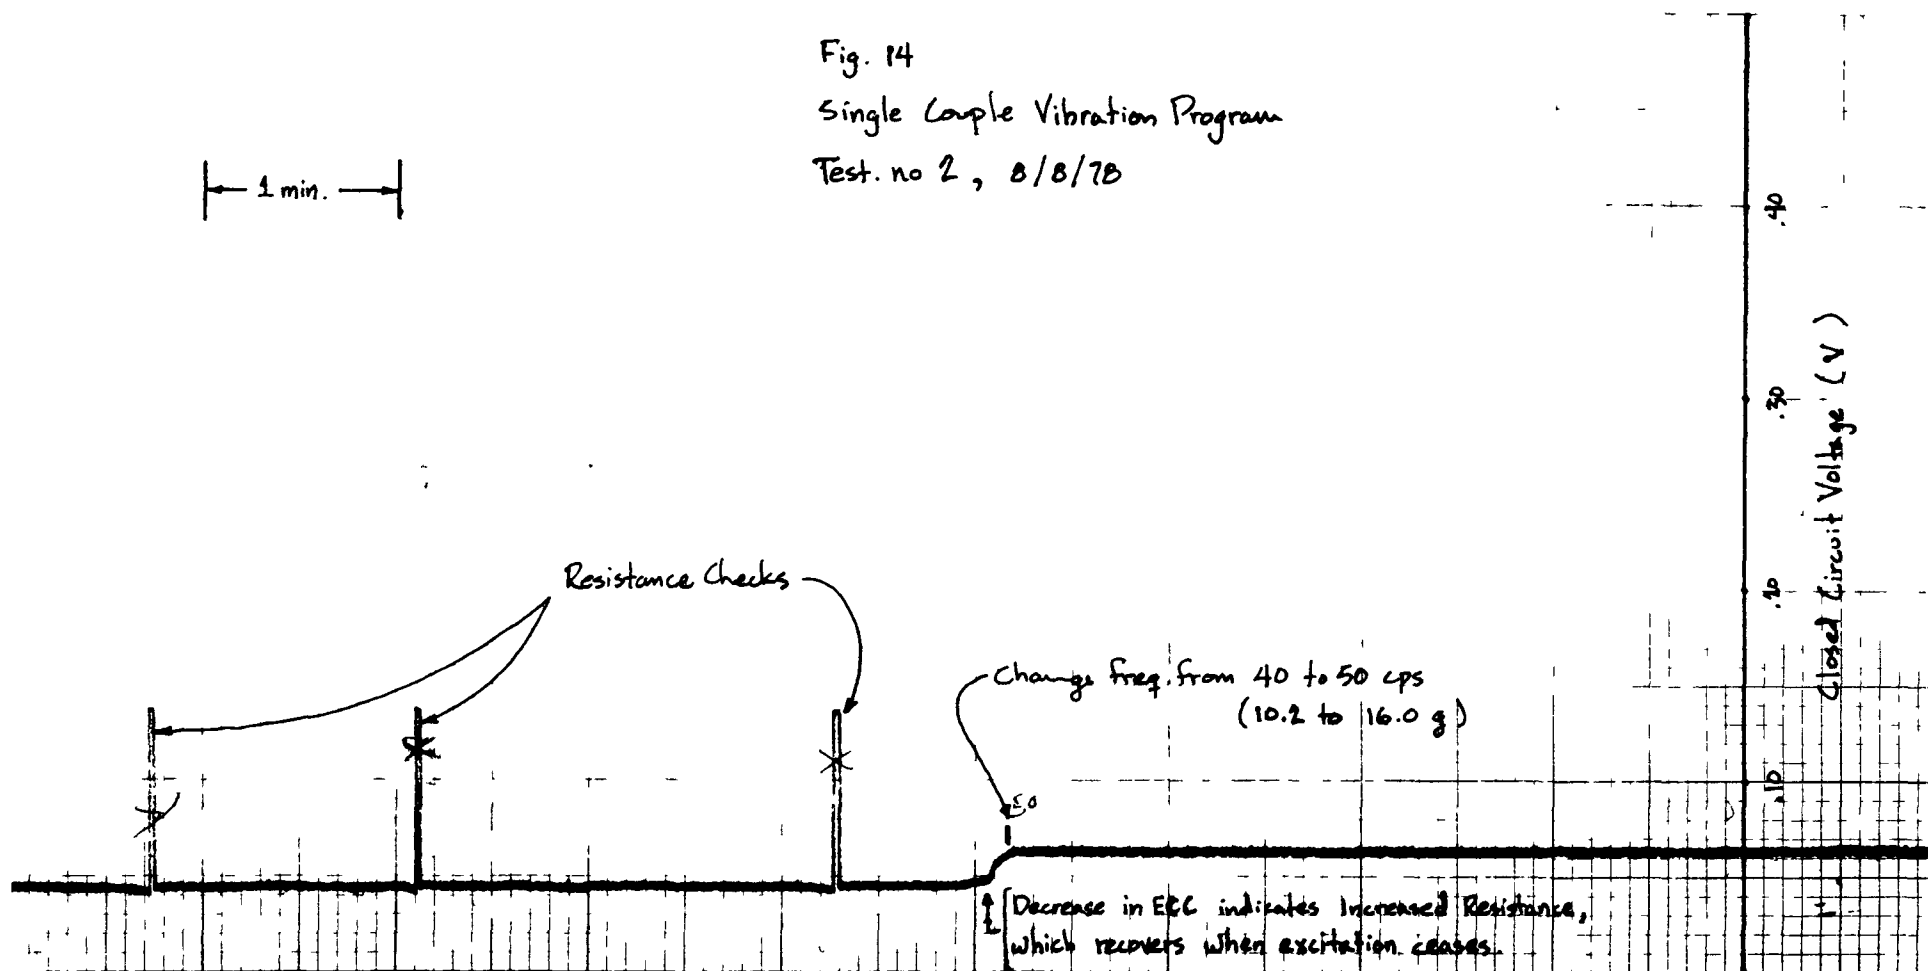 Fig. 14
Single Couple Vibration Program
Test. no 2, 8/8/78
1 min.
.40
.30
.20
.10
Closed Circuit Voltage (V)
Resistance Checks
Change freq. from 40 to 50 cps
(10.2 to 16.0 g)
50
Decrease in ECC indicates Increased Resistance,
which recovers when excitation ceases.